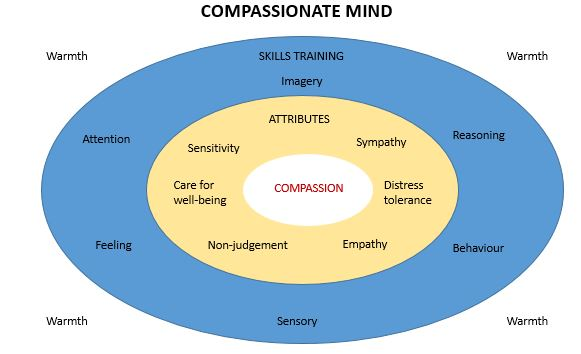 COMPASSIONATE MIND
Warmth
SKILLS TRAINING
Warmth
Imagery
ATTRIBUTES
Attention
Reasoning
Sensitivity
Sympathy
Care for
well-being
COMPASSION
Distress
tolerance
Feeling
Non-judgement
Empathy
Behaviour
Warmth
Sensory
Warmth